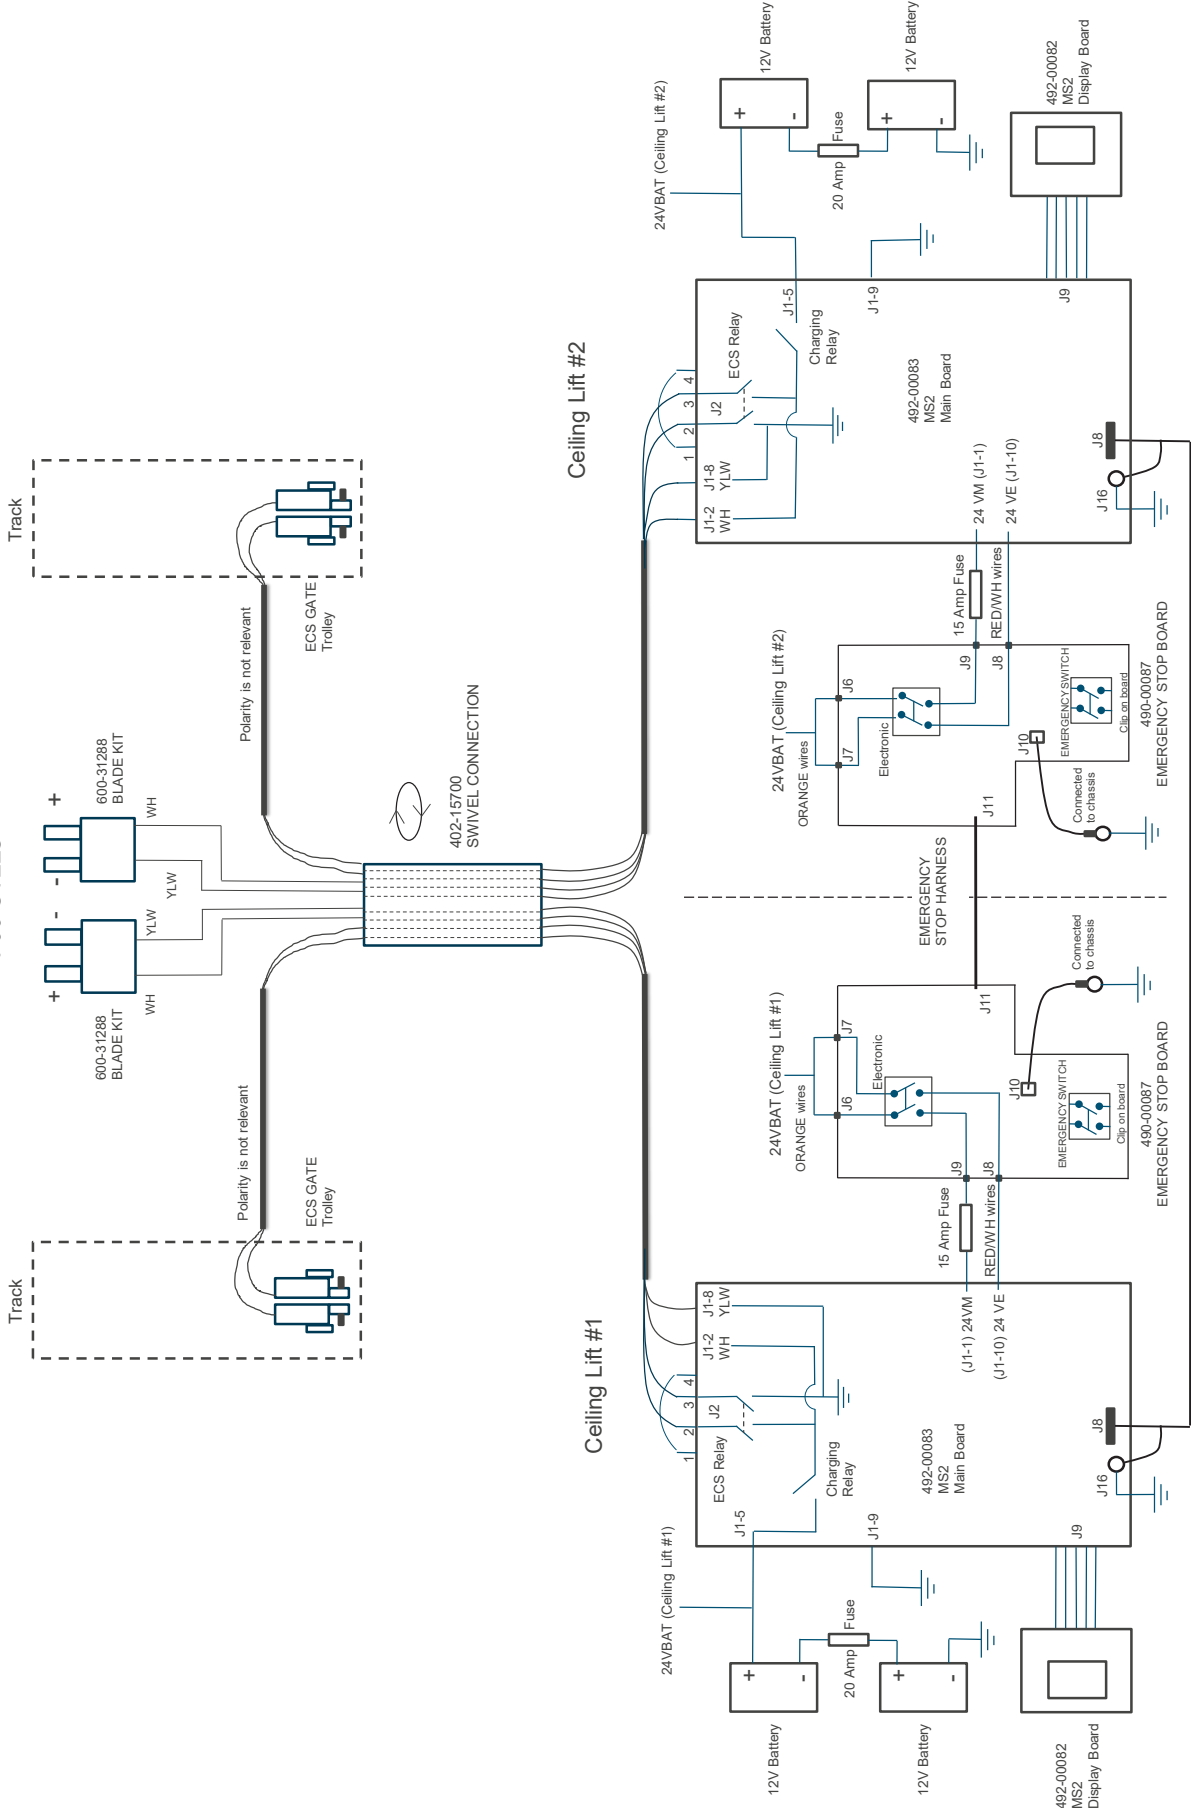 Track
Track
600-31288
BLADE KIT
600-31288
BLADE KIT
+
-
-
+
WH
YLW
YLW
WH
Polarity is not relevant
Polarity is not relevant
ECS GATE
Trolley
ECS GATE
Trolley
402-15700
SWIVEL CONNECTION
Ceiling Lift #1
Ceiling Lift #2
24VBAT (Ceiling Lift #1)
12V Battery
+
-
20 Amp
Fuse
12V Battery
+
-
492-00082
MS2
Display Board
J1-5
J1-9
J9
1
2
3
4
J2
J1-2
WH
J1-8
YLW
ECS Relay
Charging
Relay
492-00083
MS2
Main Board
(J1-1) 24VM
(J1-10) 24 VE
J16
J8
15 Amp Fuse
RED/WH wires
24VBAT (Ceiling Lift #1)
ORANGE wires
J6
J7
Electronic
J9
J8
J10
J11
EMERGENCY SWITCH
Clip on board
490-00087
EMERGENCY STOP BOARD
Connected
to chassis
EMERGENCY
STOP HARNESS
24VBAT (Ceiling Lift #2)
ORANGE wires
J7
J6
Electronic
J11
J10
J9
J8
EMERGENCY SWITCH
Clip on board
490-00087
EMERGENCY STOP BOARD
Connected
to chassis
15 Amp Fuse
RED/WH wires
24 VM (J1-1)
24 VE (J1-10)
J1-2
WH
J1-8
YLW
1
2
3
4
J2
ECS Relay
Charging
Relay
J1-5
J1-9
J9
492-00083
MS2
Main Board
J16
J8
24VBAT (Ceiling Lift #2)
12V Battery
+
-
20 Amp
Fuse
12V Battery
+
-
492-00082
MS2
Display Board